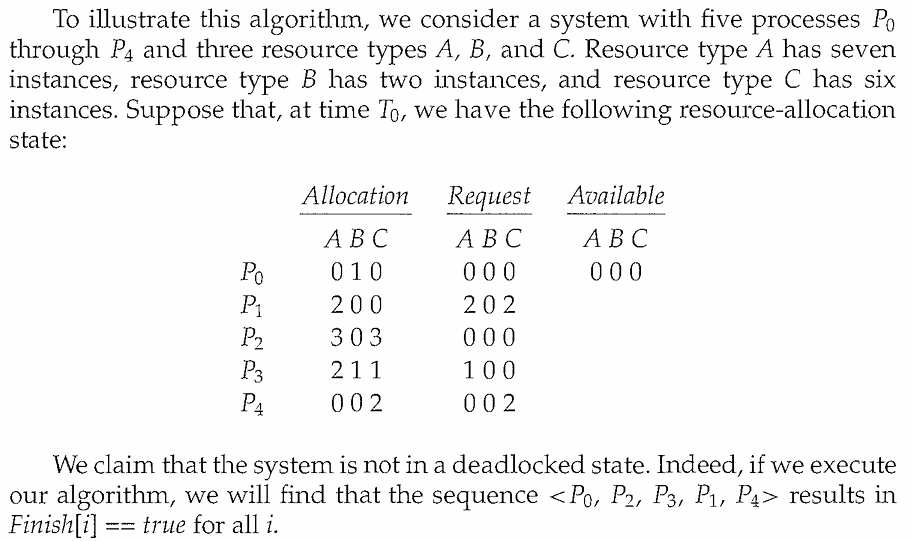 To illustrate this algorithm, we consider a system with five processes P0
through P4 and three resource types A, B, and C. Resource type A has seven
instances, resource type B has two instances, and resource type C has six
instances. Suppose that, at time T0, we have the following resource-allocation
state:
Allocation Request Available
A B C A B C A B C
P0 0 1 0 0 0 0 0 0 0
P1 2 0 0 2 0 2
P2 3 0 3 0 0 0
P3 2 1 1 1 0 0
P4 0 0 2 0 0 2
We claim that the system is not in a deadlocked state. Indeed, if we execute
our algorithm, we will find that the sequence <P0, P2, P3, P1, P4> results in
Finish[i] == true for all i.